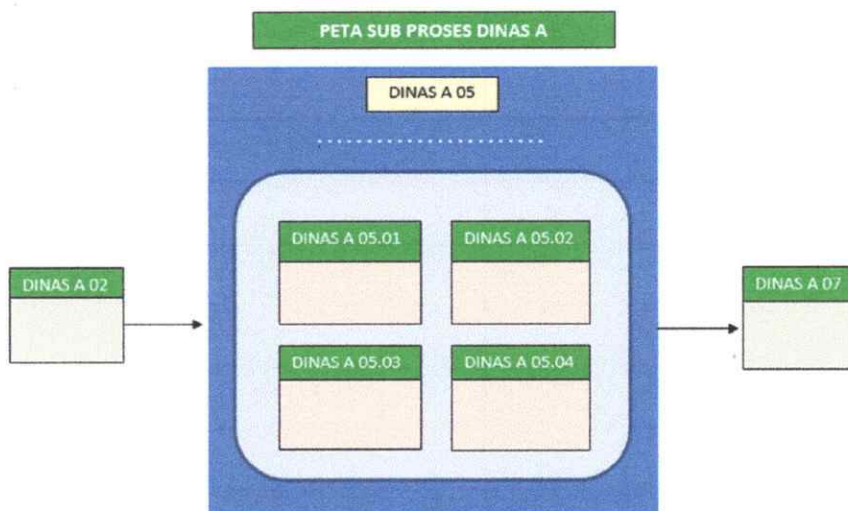 PETA SUB PROSES DINAS A
DINAS A 05
DINAS A 05.01
DINAS A 05.02
DINAS A 02
DINAS A 07
DINAS A 05.03
DINAS A 05.04